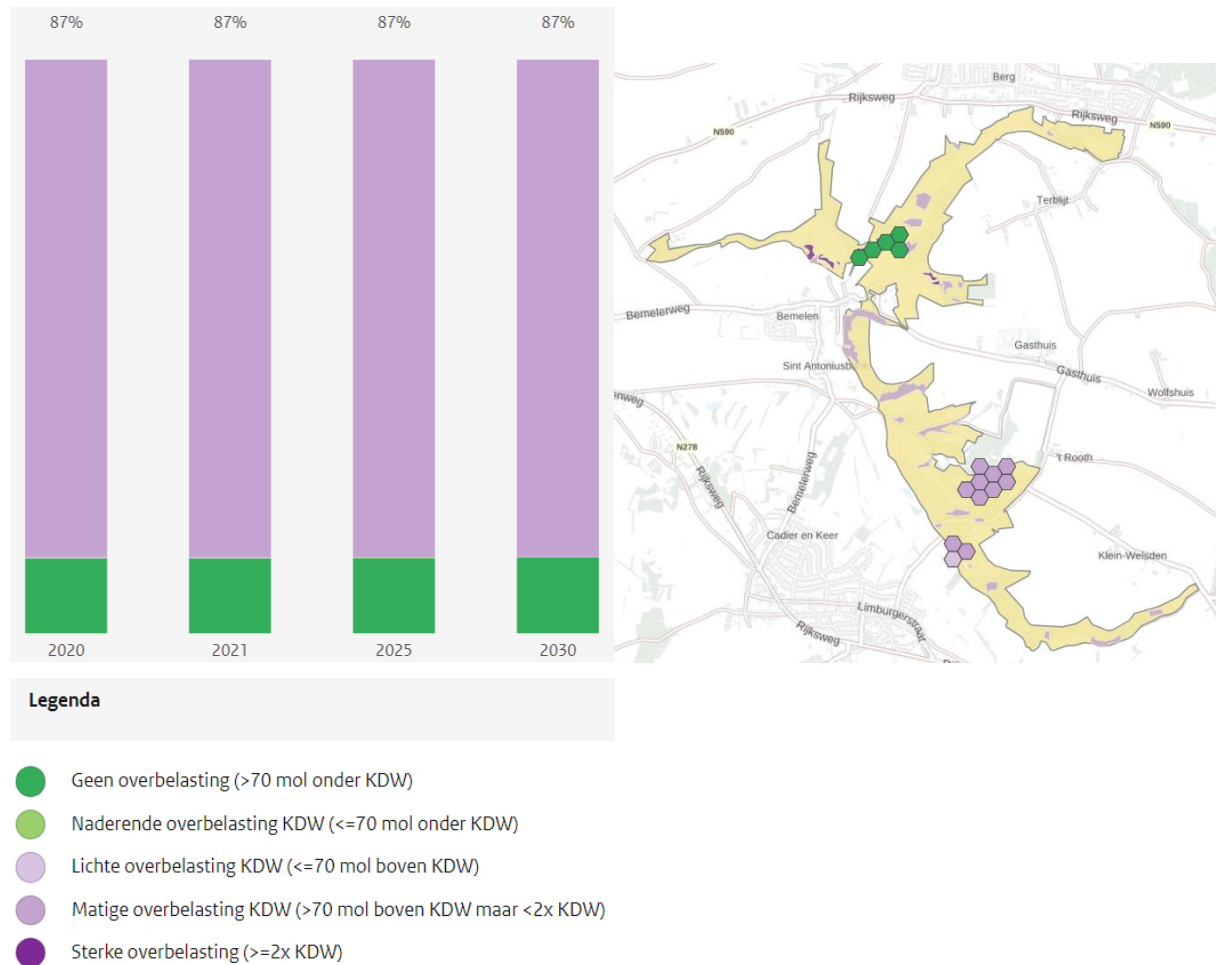 87% 87% 87% 87%
2020 2021 2025 2030
Berg
Rijksweg
Rijksweg
N590
N590
Terblijt
Bemelerweg
Bemelen
Gasthuis
Sint Antoniusbank
Gasthuis
Wolfshuis
enweg
N278
't Rooth
Rijksweg
Bemelerweg
Cadier en Keer
Klein-Welsden
Limburgerstraat
Rijksweg
Legenda
Geen overbelasting (>70 mol onder KDW)
Naderende overbelasting KDW (<=70 mol onder KDW)
Lichte overbelasting KDW (<=70 mol boven KDW)
Matige overbelasting KDW (>70 mol boven KDW maar <2x KDW)
Sterke overbelasting (>=2x KDW)